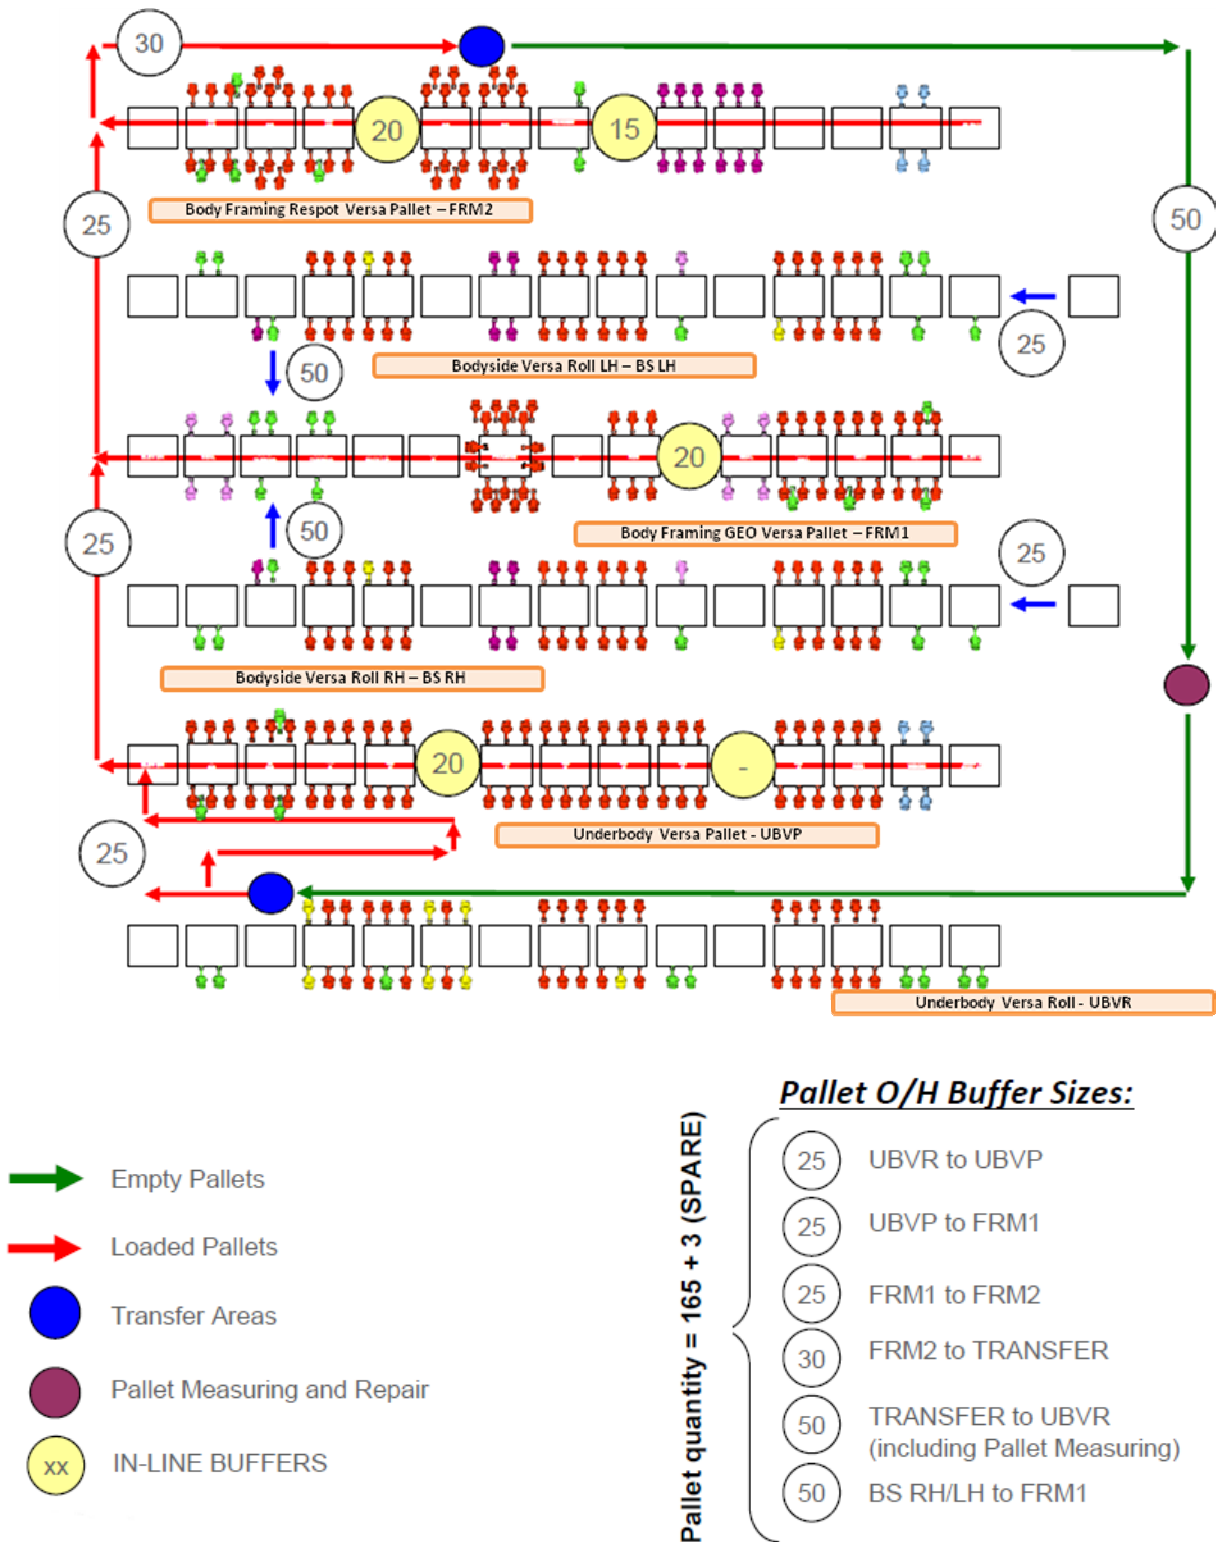 30
20
15
25
50
Body Framing Respot Versa Pallet – FRM2
25
Bodyside Versa Roll LH – BS LH
50
20
Body Framing GEO Versa Pallet – FRM1
50
25
25
Bodyside Versa Roll RH – BS RH
20
-
Underbody Versa Pallet - UBVP
25
Underbody Versa Roll - UBVR
Pallet O/H Buffer Sizes:
Pallet quantity = 165 + 3 (SPARE)
25 UBVR to UBVP
25 UBVP to FRM1
25 FRM1 to FRM2
30 FRM2 to TRANSFER
50 TRANSFER to UBVR
(including Pallet Measuring)
50 BS RH/LH to FRM1
Empty Pallets
Loaded Pallets
Transfer Areas
Pallet Measuring and Repair
xx IN-LINE BUFFERS